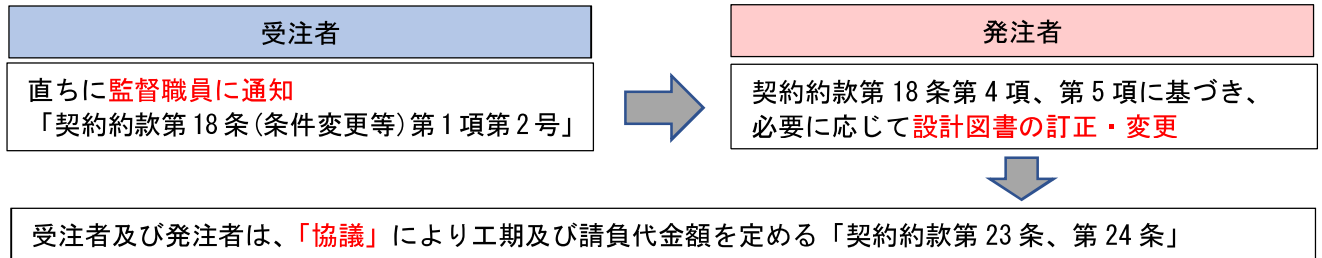 受注者
直ちに監督職員に通知
「契約約款第18条(条件変更等)第1項第2号」
発注者
契約約款第18条第4項、第5項に基づき、
必要に応じて設計図書の訂正・変更
受注者及び発注者は、「協議」により工期及び請負代金額を定める「契約約款第23条、第24条」